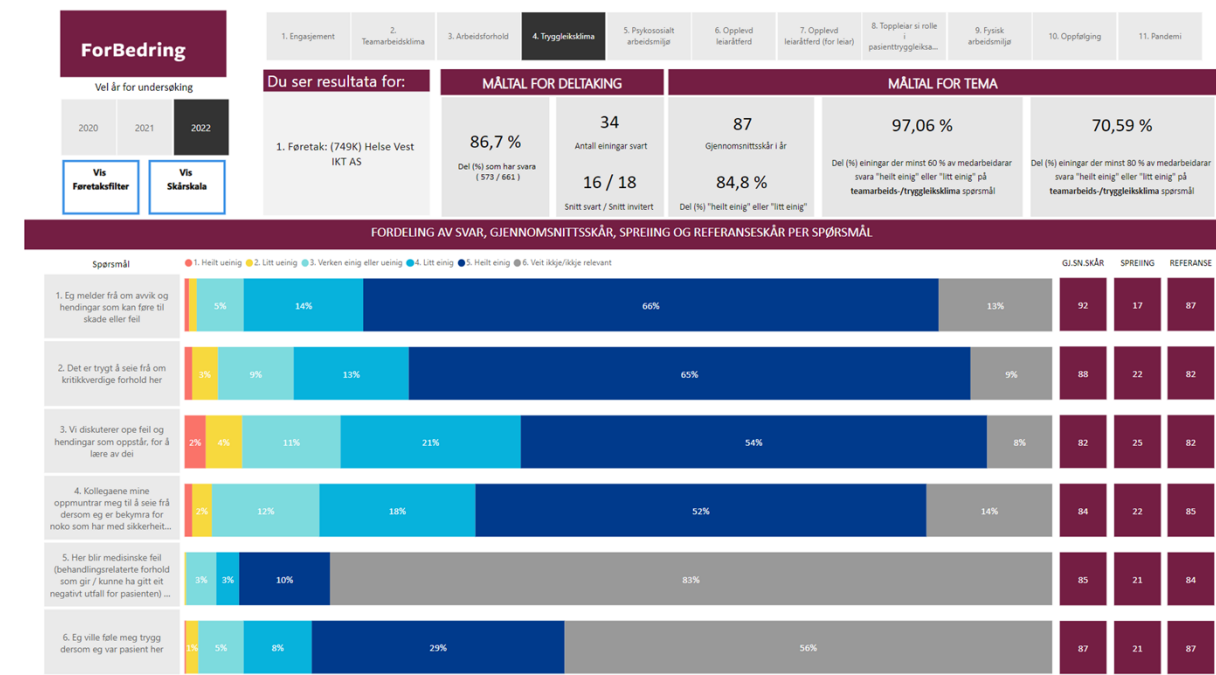 ForBedring
Vel år for undersøking
2020
2021
2022
Vis
Føretaksfilter
Vis
Skårskala
1. Engasjement
2.
Teamarbeidsklima
3. Arbeidsforhold
4. Tryggleiksklima
5. Psykososialt
arbeidsmiljø
6. Opplevd
leiaråtferd
7. Opplevd
leiaråtferd (for leiar)
8. Toppleiar si rolle
i
pasienttryggleiksa...
9. Fysisk
arbeidsmiljø
10. Oppfølging
11. Pandemi
Du ser resultata for:
1. Føretak: (749K) Helse Vest
IKT AS
MÅLTAL FOR DELTAKING
86,7 %
Del (%) som har svara
( 573 / 661 )
34
Antall einingar svart
16 / 18
Snitt svart / Snitt invitert
MÅLTAL FOR TEMA
87
Gjennomsnittsskår i år
84,8 %
Del (%) "heilt einig" eller "litt einig"
97,06 %
Del (%) einingar der minst 60 % av medarbeidarar
svara "heilt einig" eller "litt einig" på
teamarbeids-/tryggleiksklima spørsmål
70,59 %
Del (%) einingar der minst 80 % av medarbeidarar
svara "heilt einig" eller "litt einig" på
teamarbeids-/tryggleiksklima spørsmål
FORDELING AV SVAR, GJENNOMSNITTSSKÅR, SPREIING OG REFERANSESKÅR PER SPØRSMÅL
Spørsmål
1. Heilt ueinig 2. Litt ueinig 3. Verken einig eller ueinig 4. Litt einig 5. Heilt einig 6. Veit ikkje/ikkje relevant
GJ.SN.SKÅR SPREIING REFERANSE
1. Eg melder frå om avvik og
hendingar som kan føre til
skade eller feil
5% 14% 66% 13% 92 17 87
2. Det er trygt å seie frå om
kritikkverdige forhold her
3% 9% 13% 65% 9% 88 22 82
3. Vi diskuterer ope feil og
hendingar som oppstår, for å
lære av dei
2% 4% 11% 21% 54% 8% 82 25 82
4. Kollegaene mine
oppmuntrar meg til å seie frå
dersom eg er bekymra for
noko som har med sikkerheit...
2% 12% 18% 52% 14% 84 22 85
5. Her blir medisinske feil
(behandlingsrelaterte forhold
som gir / kunne ha gitt eit
negativt utfall for pasienten) ...
3% 3% 10% 83% 85 21 84
6. Eg ville føle meg trygg
dersom eg var pasient her
1% 5% 8% 29% 56% 87 21 87